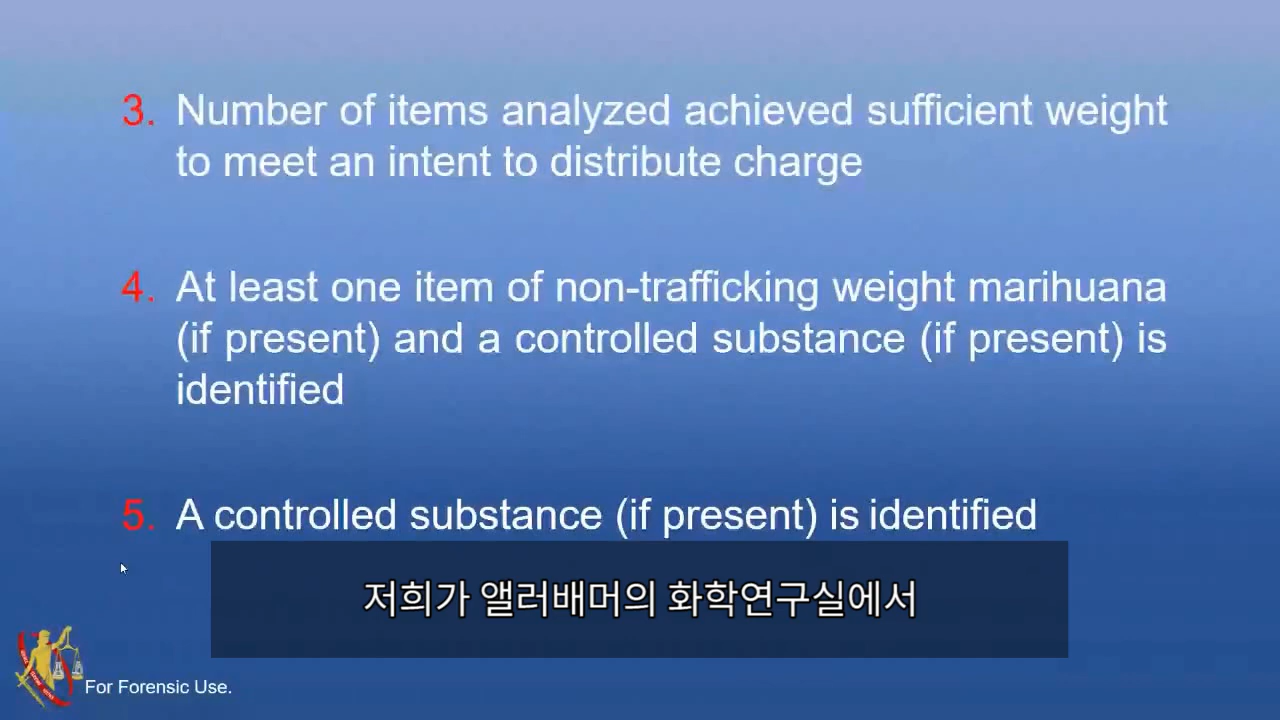 3. Number of items analyzed achieved sufficient weight
to meet an intent to distribute charge
4. At least one item of non-trafficking weight marihuana
(if present) and a controlled substance (if present) is
identified
5. A controlled substance (if present) is identified
저희가 앨러배머의 화학연구실에서
For Forensic Use.